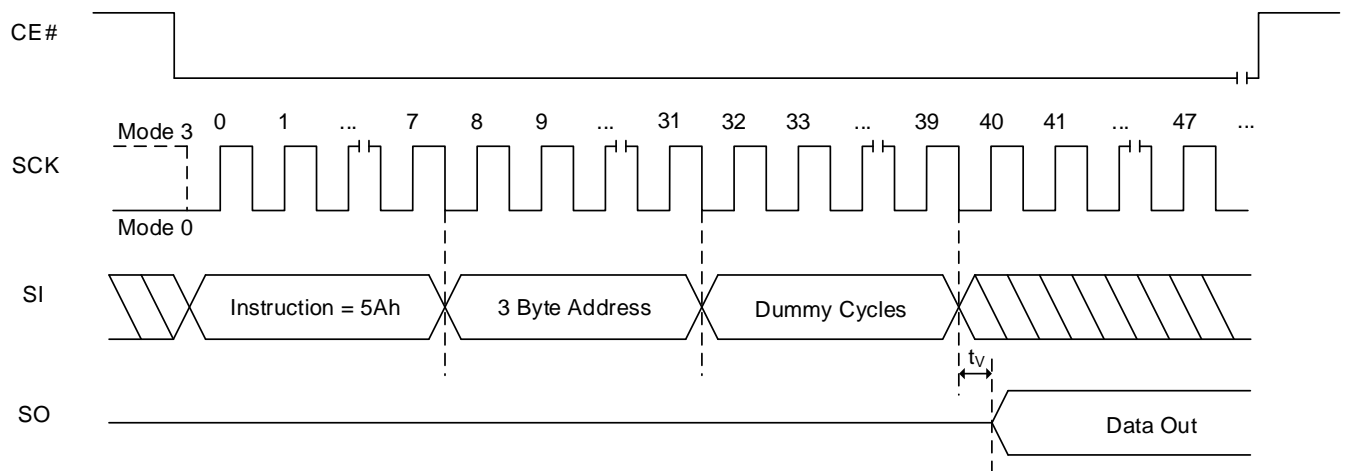 CE#
Mode 3 0 1 ... 7 8 9 ... 31 32 33 ... 39 40 41 ... 47 ...
SCK
Mode 0
SI Instruction = 5Ah 3 Byte Address Dummy Cycles
tV
SO Data Out